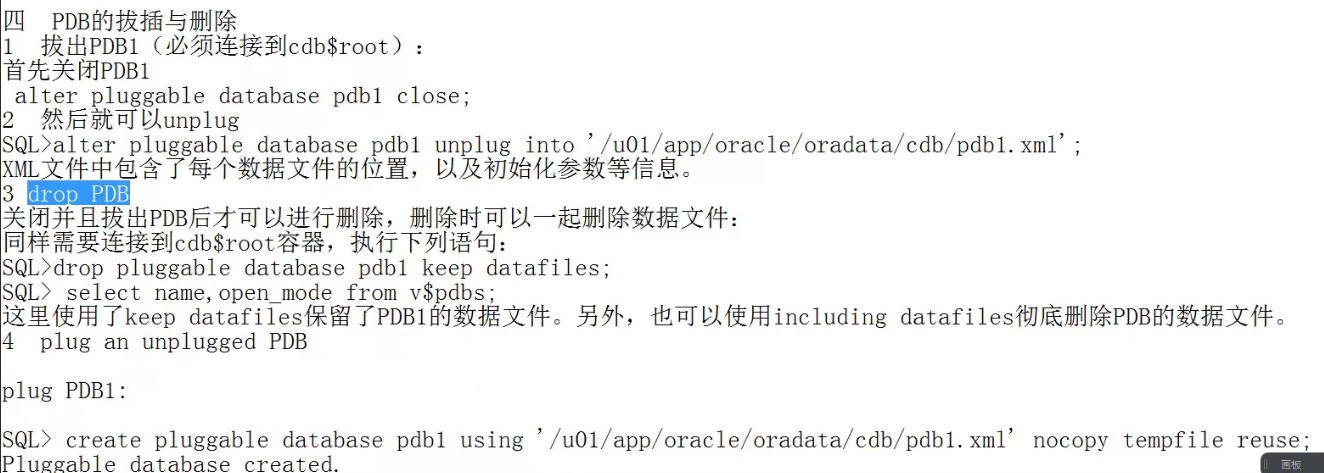 四  PDB的拔插与删除
1  拔出PDB1（必须连接到cdb$root）：
首先关闭PDB1
 alter pluggable database pdb1 close;
2  然后就可以unplug
SQL>alter pluggable database pdb1 unplug into '/u01/app/oracle/oradata/cdb/pdb1.xml';
XML文件中包含了每个数据文件的位置，以及初始化参数等信息。
3 drop PDB
关闭并且拔出PDB后才可以进行删除，删除时可以一起删除数据文件：
同样需要连接到cdb$root容器，执行下列语句：
SQL>drop pluggable database pdb1 keep datafiles;
SQL> select name,open_mode from v$pdbs;
这里使用了keep datafiles保留了PDB1的数据文件。另外，也可以使用including datafiles彻底删除PDB的数据文件。
4  plug an unplugged PDB
plug PDB1:
SQL> create pluggable database pdb1 using '/u01/app/oracle/oradata/cdb/pdb1.xml' nocopy tempfile reuse;
Pluggable database created.
画板